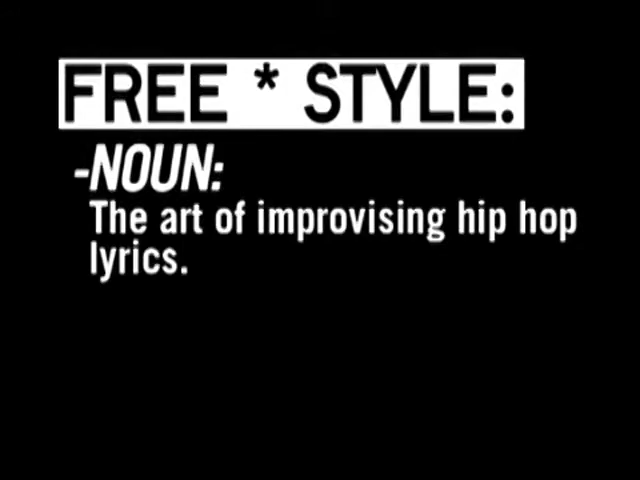 FREE * STYLE:
-NOUN:
The art of improvising hip hop
lyrics.